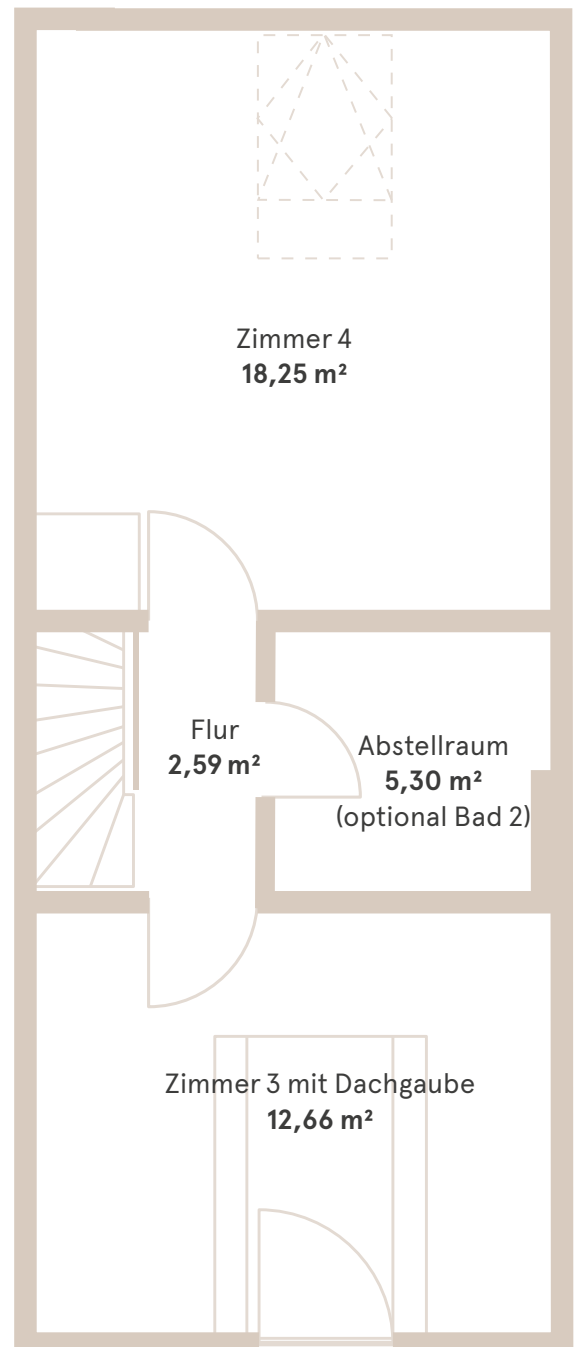 Zimmer 4
18,25 m²
Flur
2,59 m²
Abstellraum
5,30 m²
(optional Bad 2)
Zimmer 3 mit Dachgaube
12,66 m²